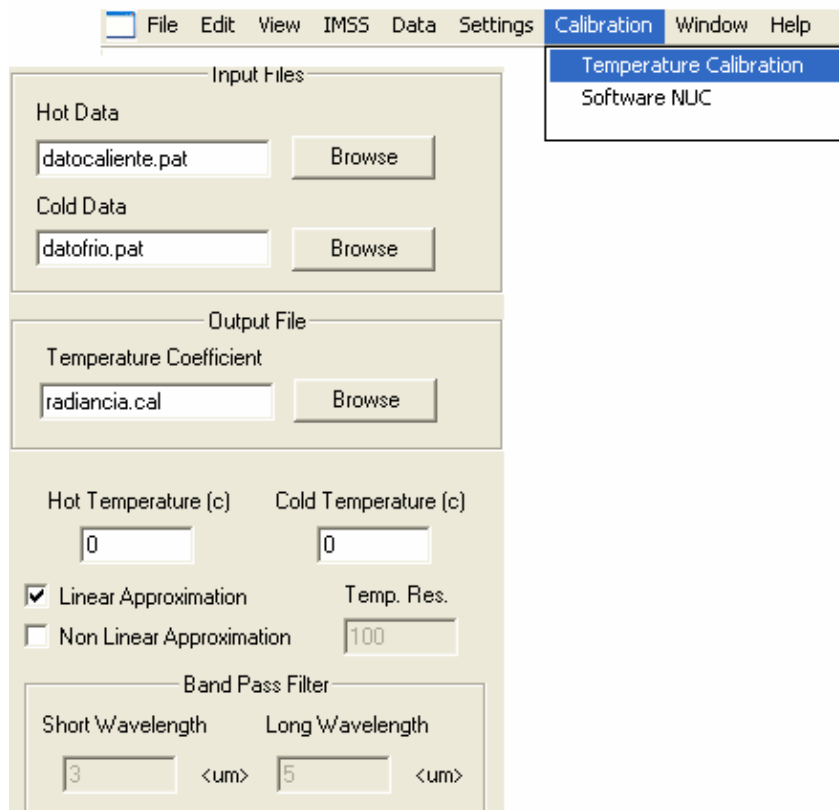 File Edit View IMSS Data Settings Calibration Window Help
Temperature Calibration
Software NUC
Input Files
Hot Data
datocaliente.pat Browse
Cold Data
datofrio.pat Browse
Output File
Temperature Coefficient
radiancia.cal Browse
Hot Temperature (c) Cold Temperature (c)
0 0
Linear Approximation Temp. Res.
Non Linear Approximation 100
Band Pass Filter
Short Wavelength Long Wavelength
3 <um> 5 <um>